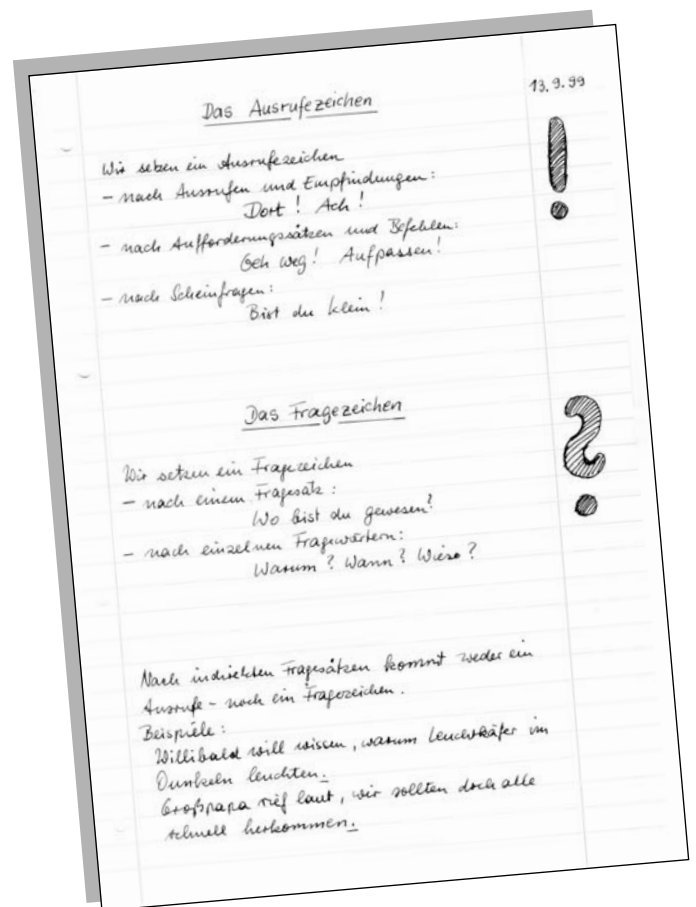 13.9.99
Das Ausrufezeichen
Wir setzen ein Ausrufezeichen
– nach Ausrufen und Empfindungen:
Dort! Ach!
– nach Aufforderungssätzen und Befehlen:
Geh weg! Aufpassen!
– nach Scheinfragen:
Bist du klein!
!
Das Fragezeichen
Wir setzen ein Fragezeichen
– nach einem Fragesatz:
Wo bist du gewesen?
– nach einzelnen Fragewörtern:
Warum? Wann? Wieso?
?
Nach indirekten Fragesätzen kommt weder ein
Ausrufe- noch ein Fragezeichen.
Beispiele:
Willibald will wissen, warum Leuchtkäfer im
Dunkeln leuchten.
Großpapa rief laut, wir sollten doch alle
schnell herkommen.